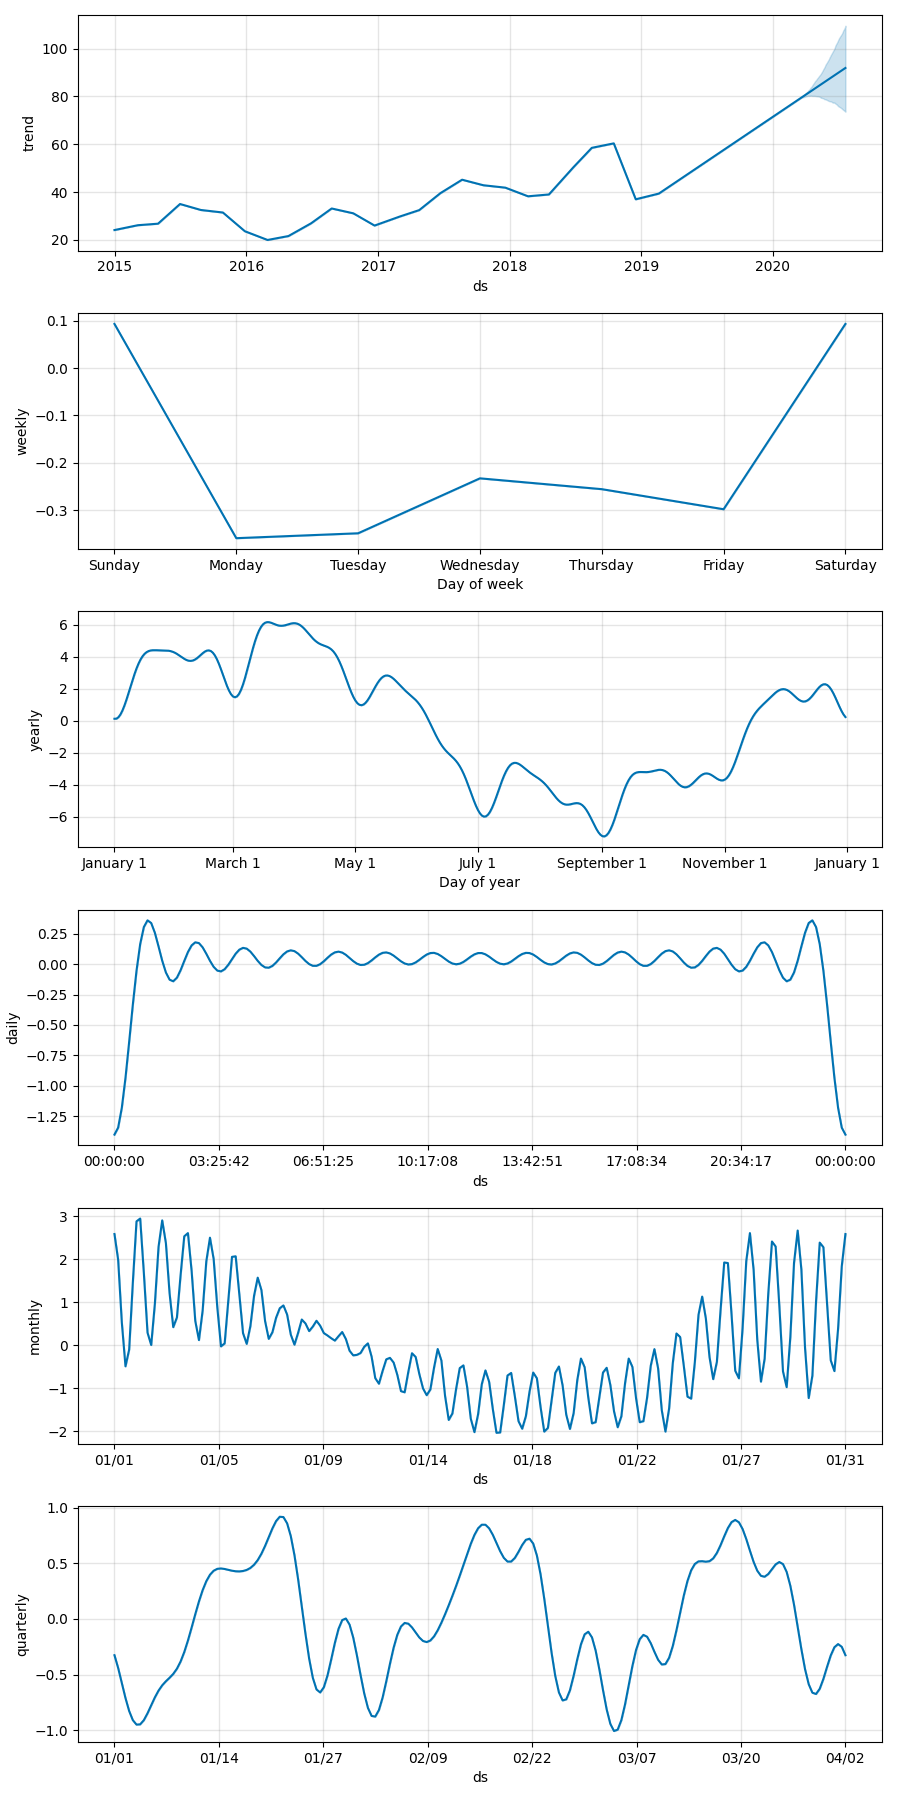 100
80
60
40
20
trend
2015 2016 2017 2018 2019 2020
ds
0.1
0.0
−0.1
−0.2
−0.3
weekly
Sunday Monday Tuesday Wednesday Thursday Friday Saturday
Day of week
6
4
2
0
−2
−4
−6
yearly
January 1 March 1 May 1 July 1 September 1 November 1 January 1
Day of year
0.25
0.00
−0.25
−0.50
−0.75
−1.00
−1.25
daily
00:00:00 03:25:42 06:51:25 10:17:08 13:42:51 17:08:34 20:34:17 00:00:00
ds
3
2
1
0
−1
−2
monthly
01/01 01/05 01/09 01/14 01/18 01/22 01/27 01/31
ds
1.0
0.5
0.0
−0.5
−1.0
quarterly
01/01 01/14 01/27 02/09 02/22 03/07 03/20 04/02
ds